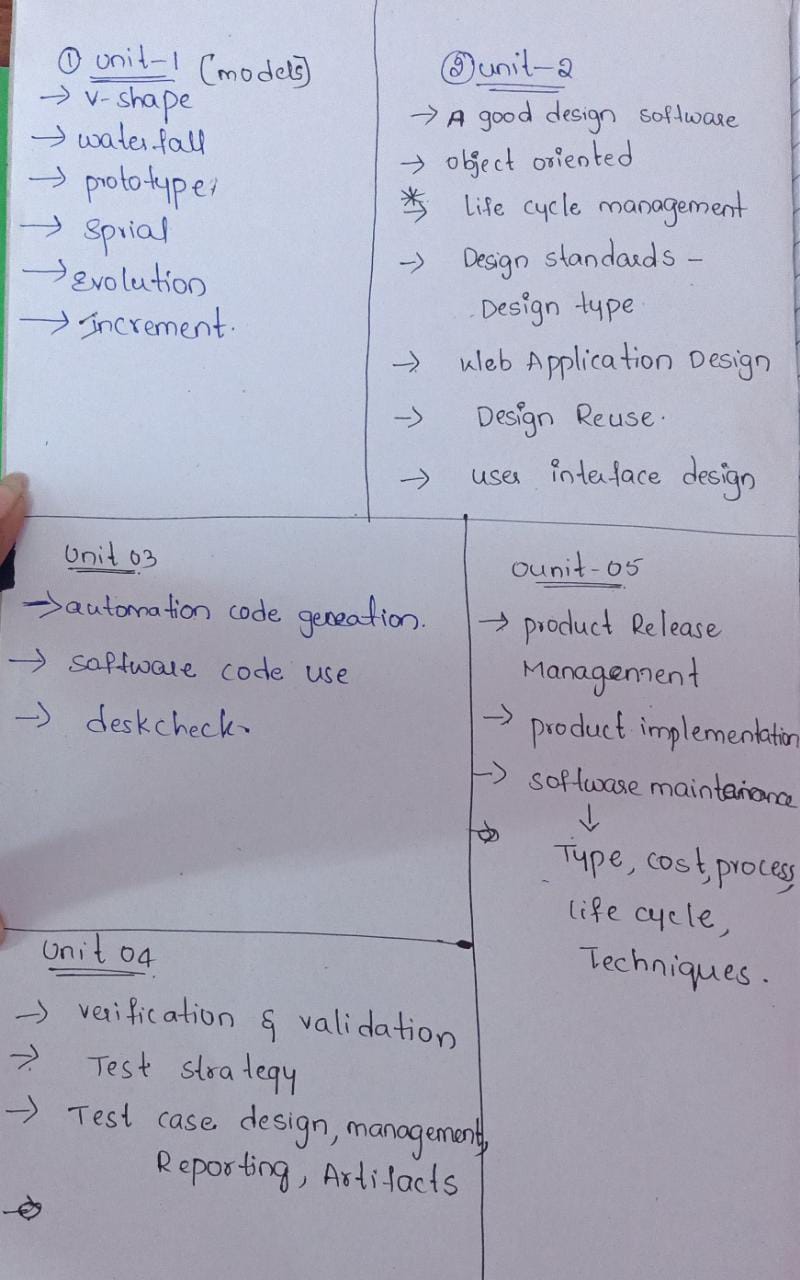 ① unit-1 (models)
→ v-shape
→ waterfall
→ prototype
→ sprial
→ Evolution
→ Increment.
② unit-2
→ A good design software
→ object oriented
* → life cycle management
→ Design standards -
Design type
→ Web Application Design
→ Design Reuse.
→ user interface design
Unit 03
→ automation code geneation.
→ saftware code use
→ deskcheck.
Ounit-05
→ product Release
Management
→ product implementation
→ software maintenance
↓
Type, cost, process,
life cycle,
Techniques.
Unit 04
→ verification & validation
→ Test strategy
→ Test case design, management,
Reporting, Artifacts